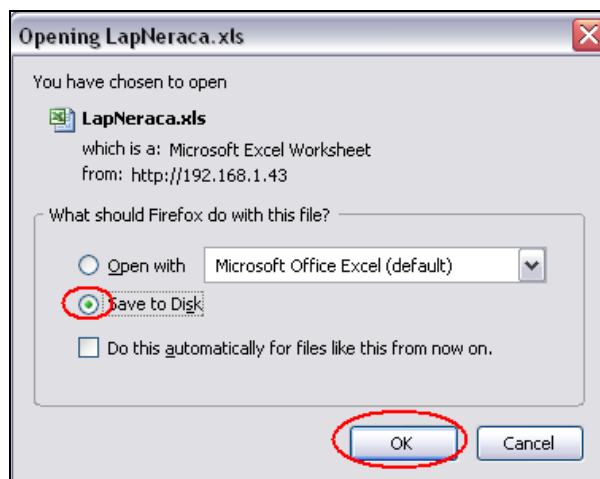 Opening LapNeraca.xls
You have chosen to open
LapNeraca.xls
which is a: Microsoft Excel Worksheet
from: http://192.168.1.43
What should Firefox do with this file?
Open with Microsoft Office Excel (default)
Save to Disk
Do this automatically for files like this from now on.
OK Cancel